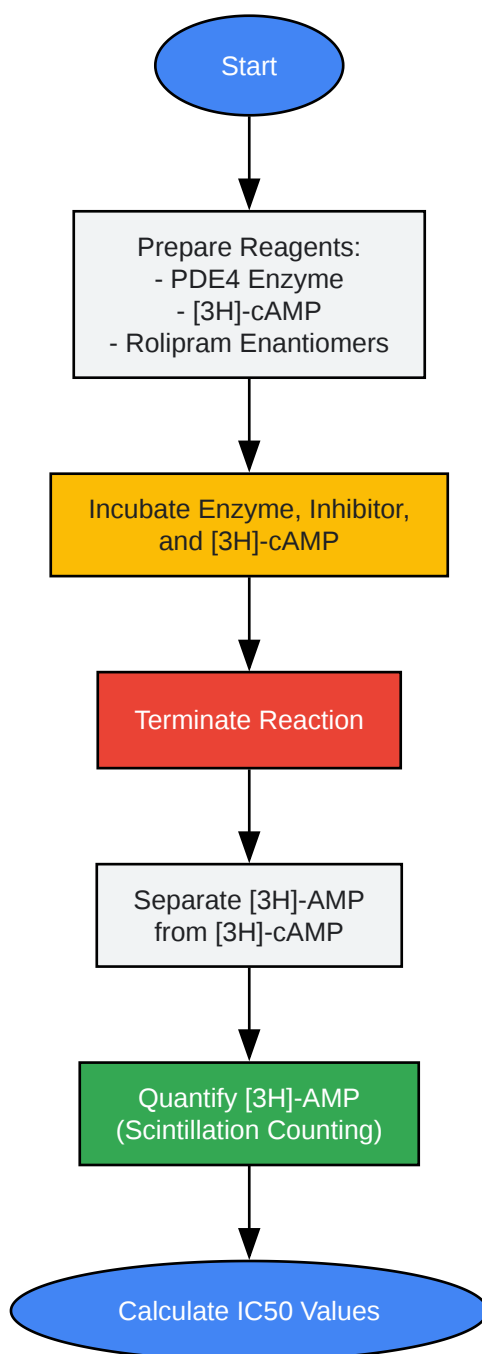 Start
Prepare Reagents:
- PDE4 Enzyme
- [3H]-cAMP
- Rolipram Enantiomers
Incubate Enzyme, Inhibitor,
and [3H]-cAMP
Terminate Reaction
Separate [3H]-AMP
from [3H]-cAMP
Quantify [3H]-AMP
(Scintillation Counting)
Calculate IC50 Values